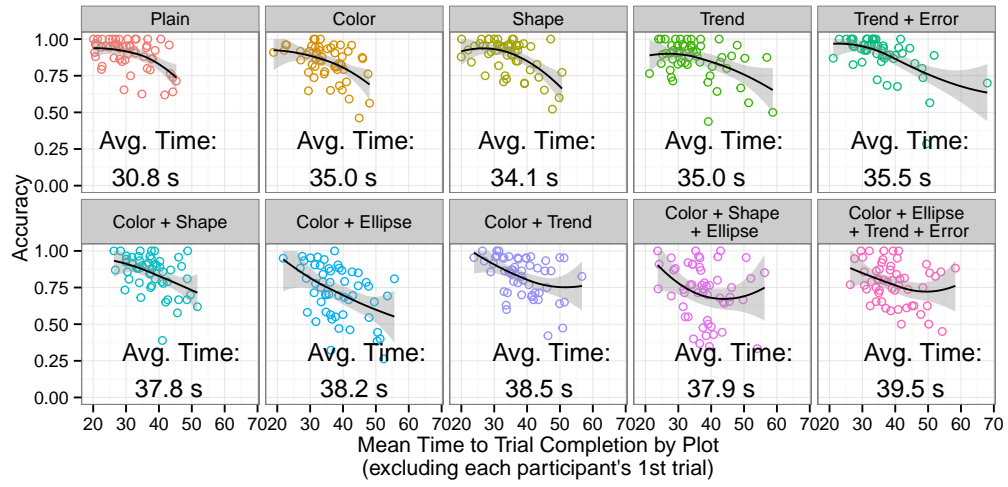 Plain Color Shape Trend Trend + Error
1.00
0.75
0.50
0.25
0.00
Avg. Time: Avg. Time: Avg. Time: Avg. Time: Avg. Time:
30.8 s 35.0 s 34.1 s 35.0 s 35.5 s
Accuracy
Color + Shape Color + Ellipse Color + Trend Color + Shape + Ellipse Color + Ellipse + Trend + Error
1.00
0.75
0.50
0.25
0.00
Avg. Time: Avg. Time: Avg. Time: Avg. Time: Avg. Time:
37.8 s 38.2 s 38.5 s 37.9 s 39.5 s
20 30 40 50 60 70 20 30 40 50 60 70 20 30 40 50 60 70 20 30 40 50 60 70 20 30 40 50 60 70
Mean Time to Trial Completion by Plot
(excluding each participant's 1st trial)